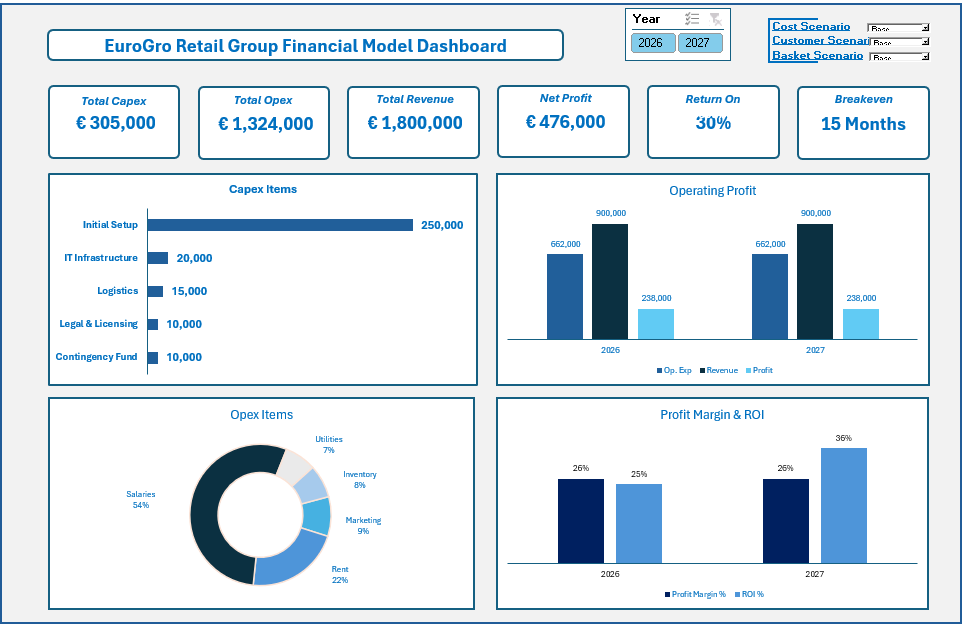 Year
2026 2027
Cost Scenario Base
Customer Scenar Base
Basket Scenario Base
EuroGro Retail Group Financial Model Dashboard
Total Capex
€ 305,000
Total Opex
€ 1,324,000
Total Revenue
€ 1,800,000
Net Profit
€ 476,000
Return On
30%
Breakeven
15 Months
Capex Items
Initial Setup 250,000
IT Infrastructure 20,000
Logistics 15,000
Legal & Licensing 10,000
Contingency Fund 10,000
Operating Profit
900,000 900,000
662,000 662,000
238,000 238,000
2026 2027
Op. Exp Revenue Profit
Opex Items
Utilities
7%
Inventory
8%
Salaries
54%
Marketing
9%
Rent
22%
Profit Margin & ROI
36%
26% 25% 26%
2026 2027
Profit Margin % ROI %